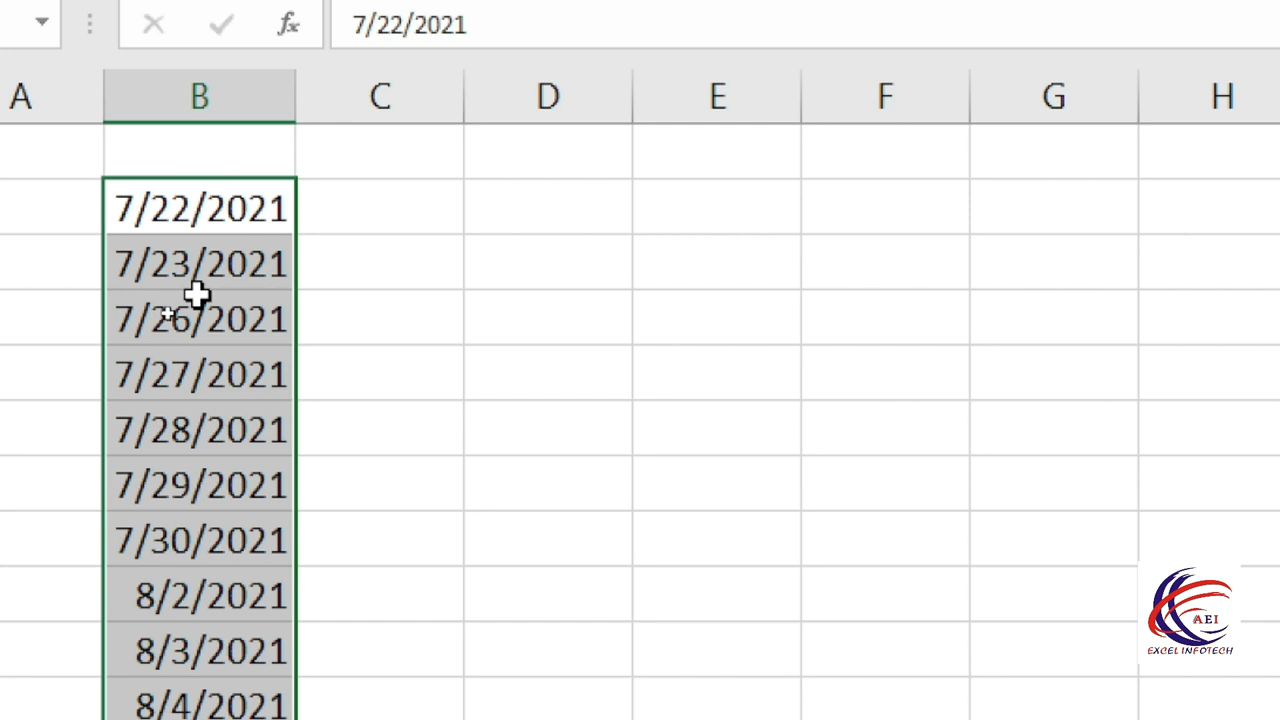 fx 7/22/2021
A B C D E F G H
7/22/2021
7/23/2021
7/26/2021
7/27/2021
7/28/2021
7/29/2021
7/30/2021
8/2/2021
8/3/2021
8/4/2021
AEI
EXCEL INFOTECH